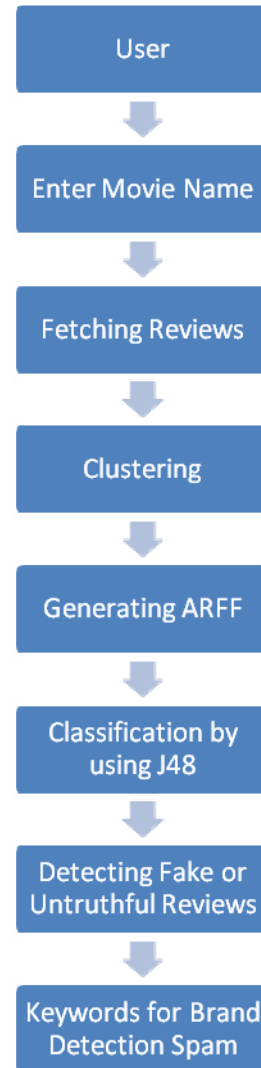 User
Enter Movie Name
Fetching Reviews
Clustering
Generating ARFF
Classification by
using J48
Detecting Fake or
Untruthful Reviews
Keywords for Brand
Detection Spam